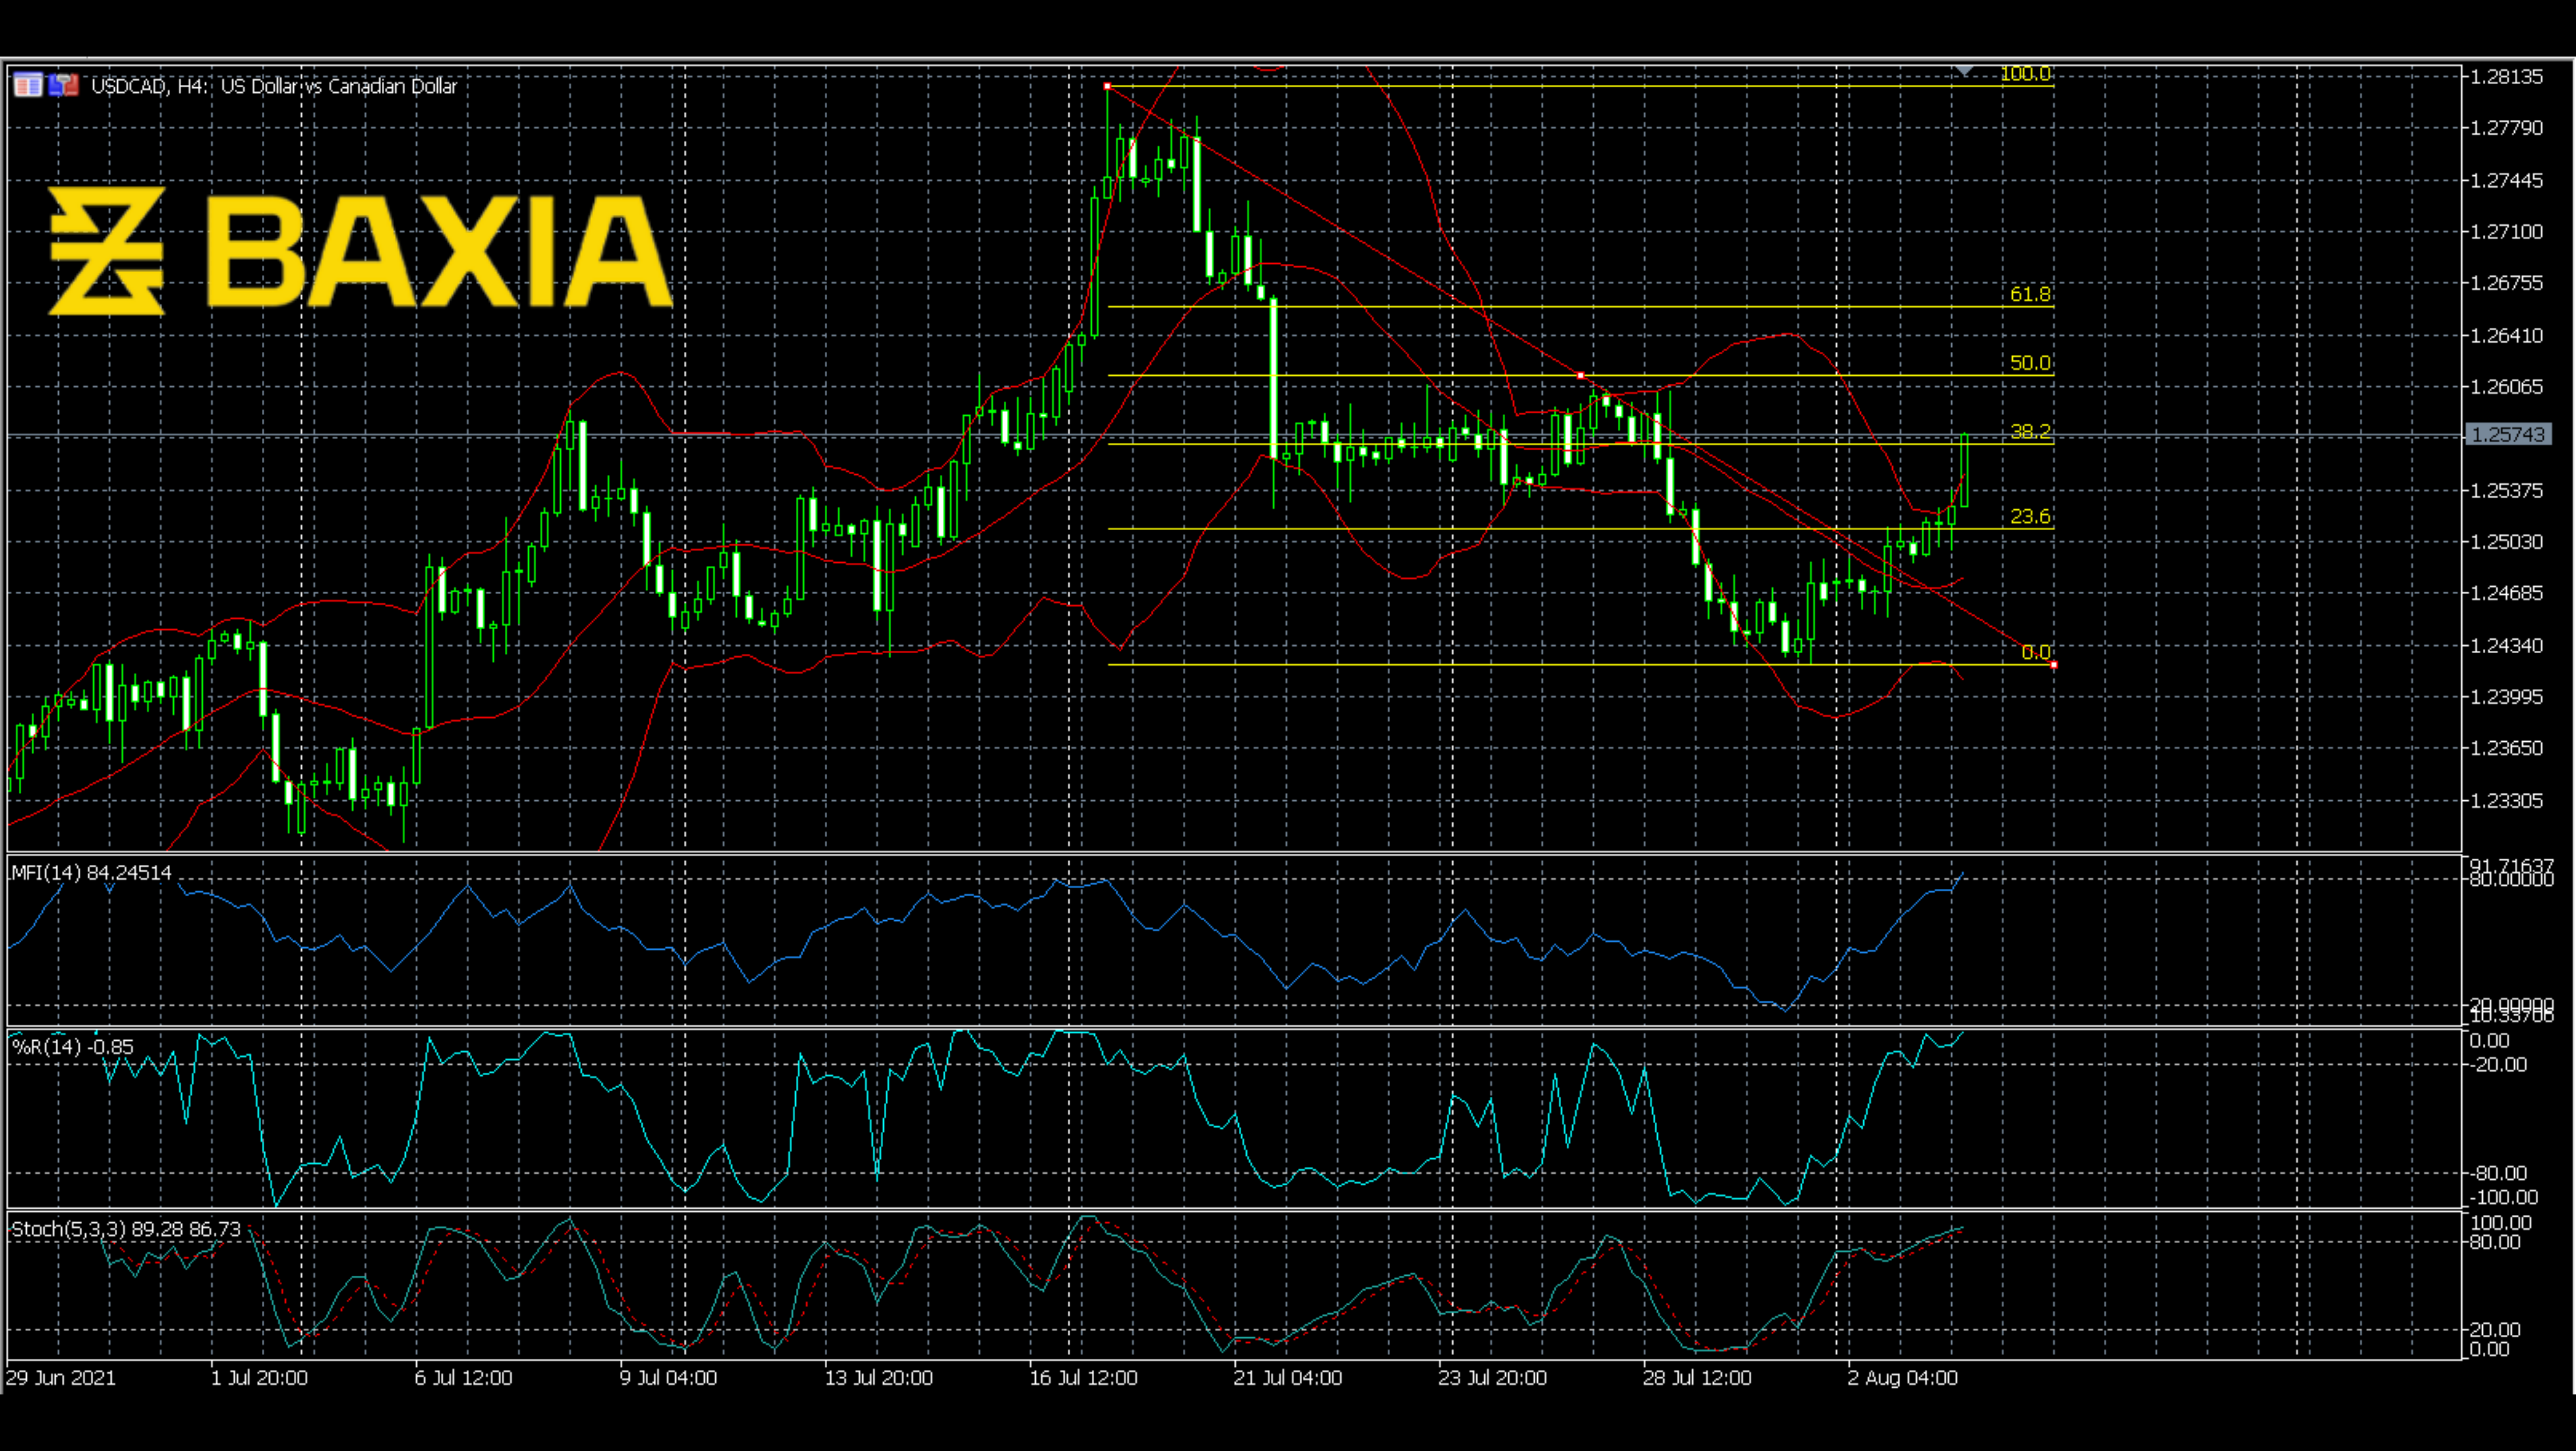 USDCAD, H4: US Dollar vs Canadian Dollar
BAXIA
100.0
61.8
50.0
38.2
23.6
0.0
1.28135
1.27790
1.27445
1.27100
1.26755
1.26410
1.26065
1.25743
1.25375
1.25030
1.24685
1.24340
1.23995
1.23650
1.23305
MFI(14) 84.24514
91.71637
80.00000
%R(14) -0.85
0.00
-20.00
-80.00
-100.00
Stoch(5,3,3) 89.28 86.73
100.00
80.00
20.00
0.00
29 Jun 2021
1 Jul 20:00
6 Jul 12:00
9 Jul 04:00
13 Jul 20:00
16 Jul 12:00
21 Jul 04:00
23 Jul 20:00
28 Jul 12:00
2 Aug 04:00